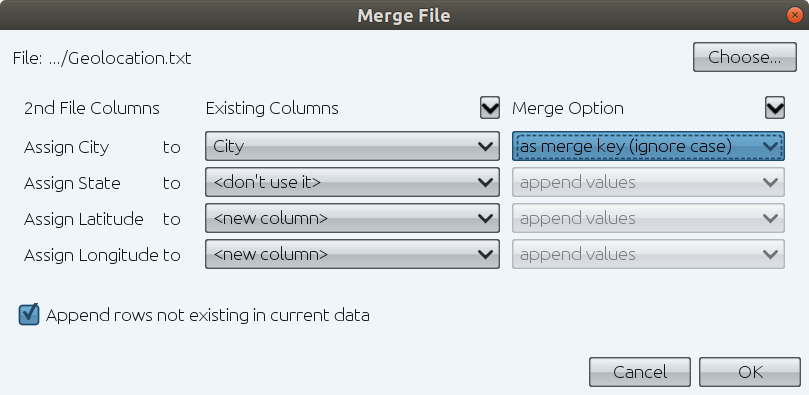 Merge File
File: .../Geolocation.txt Choose...
2nd File Columns Existing Columns Merge Option
Assign City to City as merge key (ignore case)
Assign State to <don't use it> append values
Assign Latitude to <new column> append values
Assign Longitude to <new column> append values
Append rows not existing in current data
Cancel OK